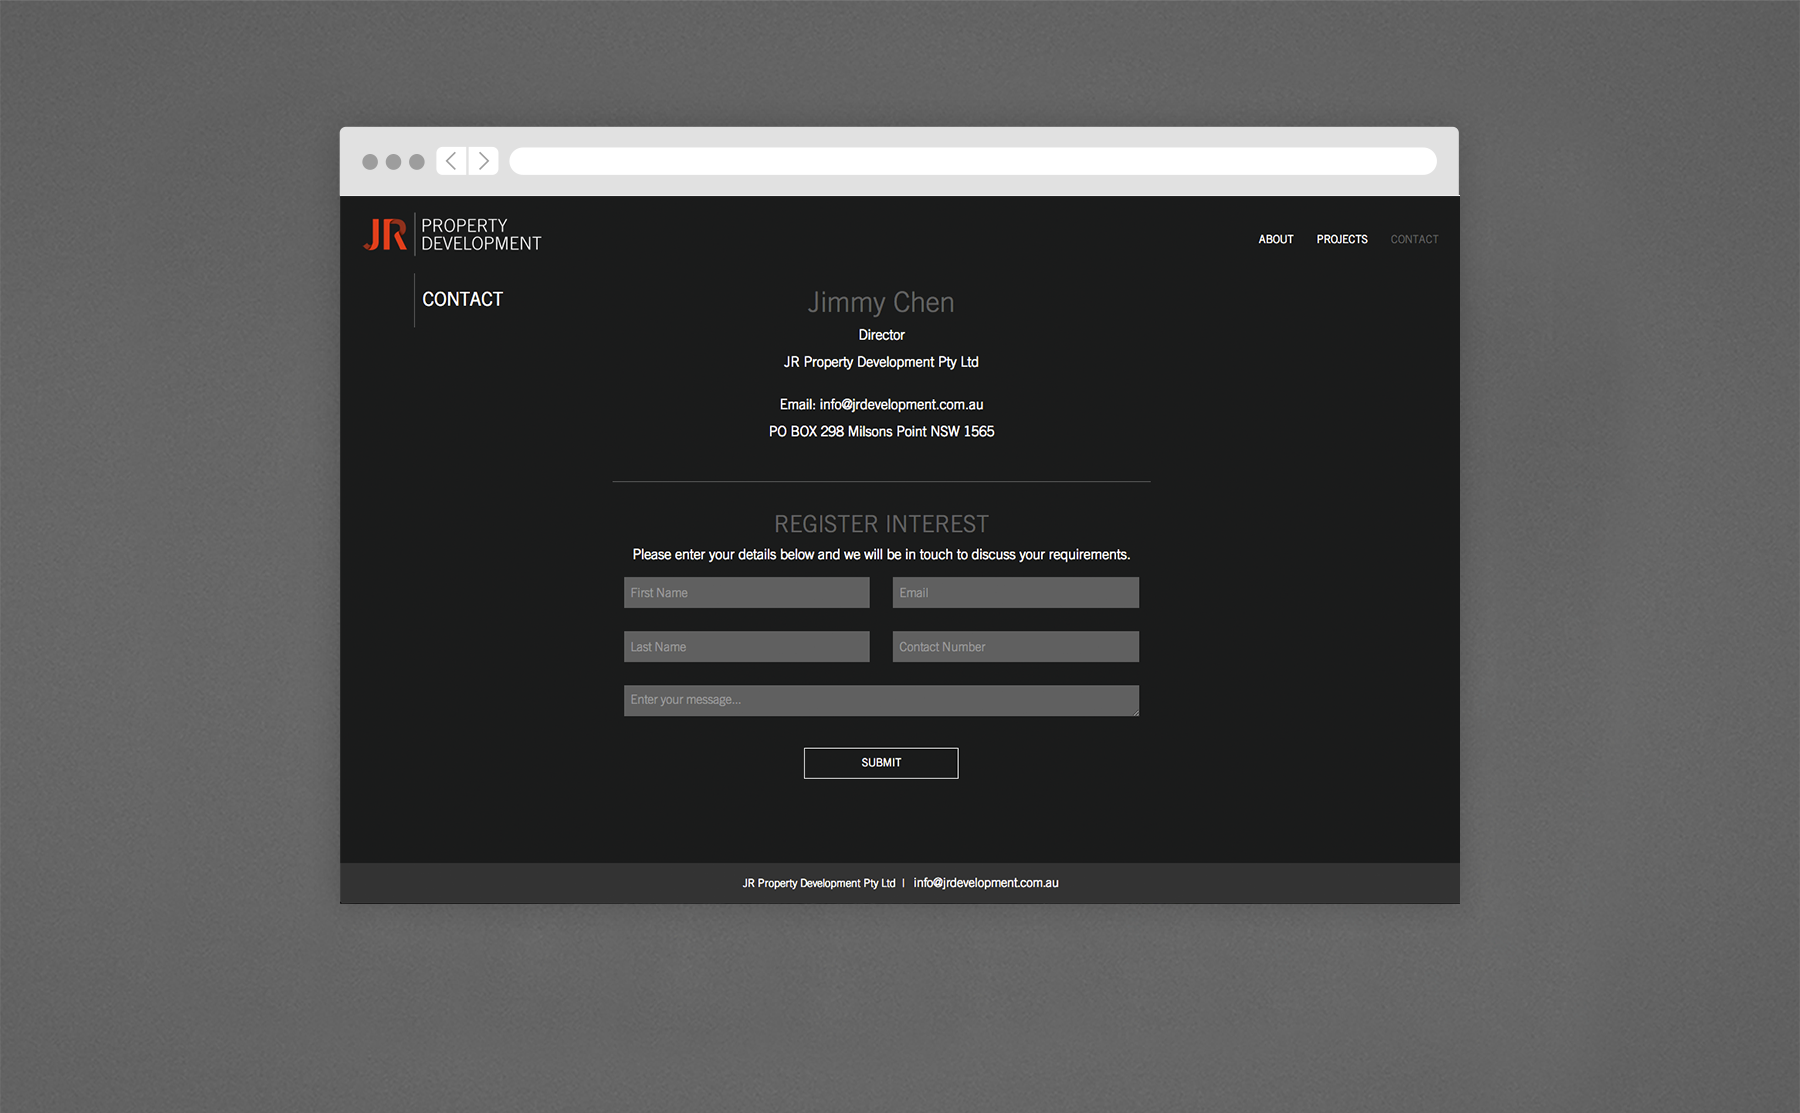 JR PROPERTY
DEVELOPMENT
ABOUT PROJECTS CONTACT
CONTACT
Jimmy Chen
Director
JR Property Development Pty Ltd
Email: info@jrdevelopment.com.au
PO BOX 298 Milsons Point NSW 1565
REGISTER INTEREST
Please enter your details below and we will be in touch to discuss your requirements.
First Name Email
Last Name Contact Number
Enter your message...
SUBMIT
JR Property Development Pty Ltd | info@jrdevelopment.com.au